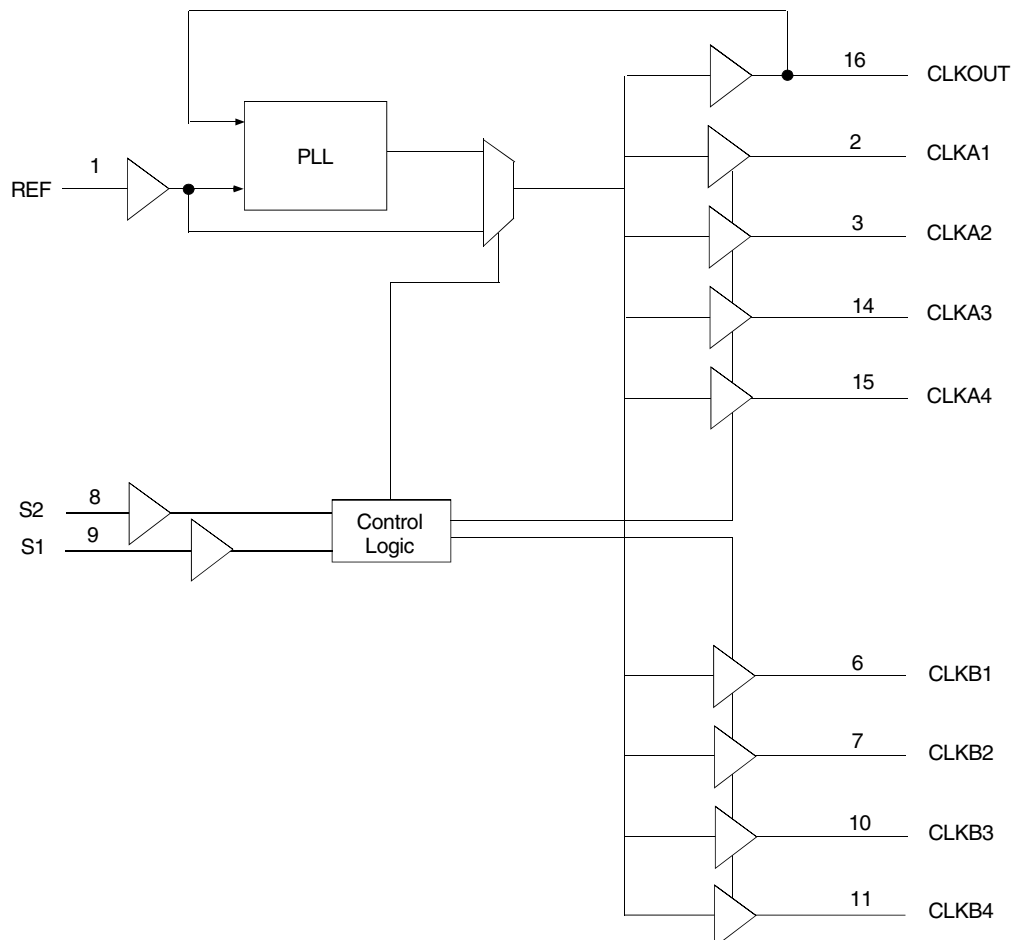 16
CLKOUT
PLL
1
REF
2
CLKA1
3
CLKA2
14
CLKA3
15
CLKA4
S2
8
S1
9
Control
Logic
6
CLKB1
7
CLKB2
10
CLKB3
11
CLKB4